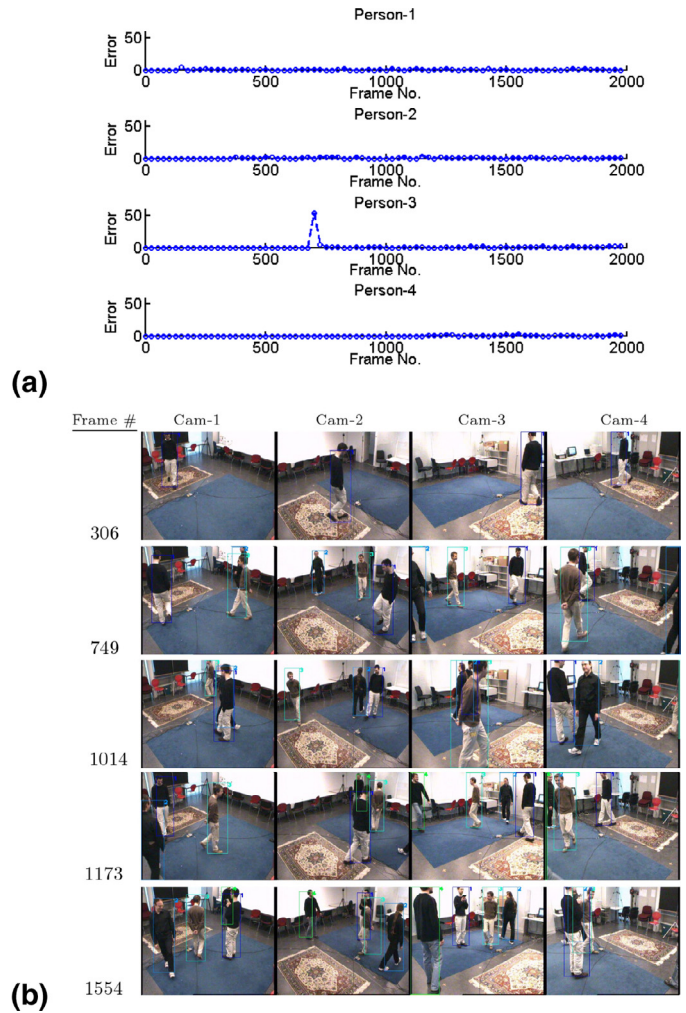 Person-1
Error
50
0
0 500 1000 1500 2000
Frame No.
Person-2
Error
50
0
0 500 1000 1500 2000
Frame No.
Person-3
Error
50
0
0 500 1000 1500 2000
Frame No.
Person-4
Error
50
0
0 500 1000 1500 2000
Frame No.
(a)
Frame # Cam-1 Cam-2 Cam-3 Cam-4
306
749
1014
1173
1554
(b)